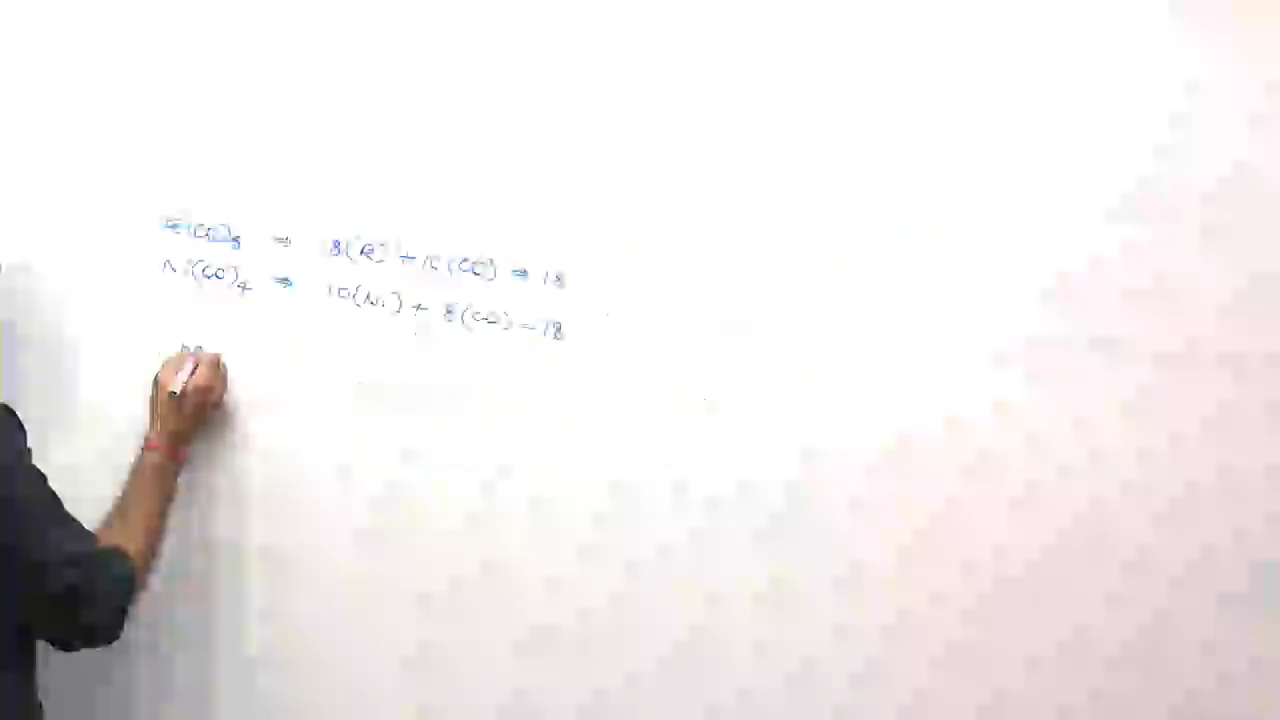 Fe(CO)5 ⇒ 8(Fe) + 10(CO) ⇒ 18
Ni(CO)4 ⇒ 10(Ni) + 8(CO) = 18